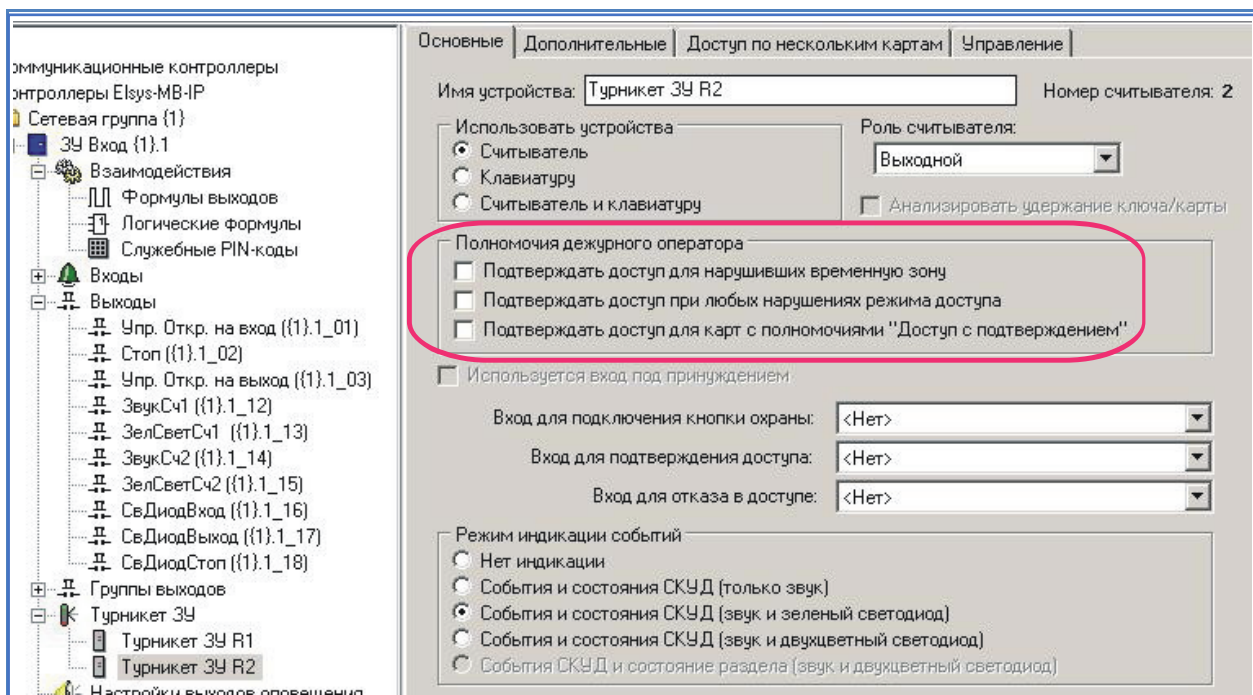 оммуникационные контроллеры
онтроллеры Elsys-MB-IP
Сетевая группа {1}
ЗУ Вход {1}.1
Взаимодействия
Формулы выходов
Логические формулы
Служебные PIN-коды
Входы
Выходы
Упр. Откр. на вход ({1}.1_01)
Стоп ({1}.1_02)
Упр. Откр. на выход ({1}.1_03)
ЗвукСч1 ({1}.1_12)
ЗелСветСч1 ({1}.1_13)
ЗвукСч2 ({1}.1_14)
ЗелСветСч2 ({1}.1_15)
СвДиодВход ({1}.1_16)
СвДиодВыход ({1}.1_17)
СвДиодСтоп ({1}.1_18)
Группы выходов
Турникет ЗУ
Турникет ЗУ R1
Турникет ЗУ R2
Настройки выходов оповещения
Основные Дополнительные Доступ по нескольким картам Управление
Имя устройства: Турникет ЗУ R2 Номер считывателя: 2
Использовать устройства
Считыватель
Клавиатуру
Считыватель и клавиатуру
Роль считывателя:
Выходной
Анализировать удержание ключа/карты
Полномочия дежурного оператора
Подтверждать доступ для нарушивших временную зону
Подтверждать доступ при любых нарушениях режима доступа
Подтверждать доступ для карт с полномочиями "Доступ с подтверждением"
Используется вход под принуждением
Вход для подключения кнопки охраны: <Нет>
Вход для подтверждения доступа: <Нет>
Вход для отказа в доступе: <Нет>
Режим индикации событий
Нет индикации
События и состояния СКУД (только звук)
События и состояния СКУД (звук и зеленый светодиод)
События и состояния СКУД (звук и двухцветный светодиод)
События СКУД и состояние раздела (звук и двухцветный светодиод)